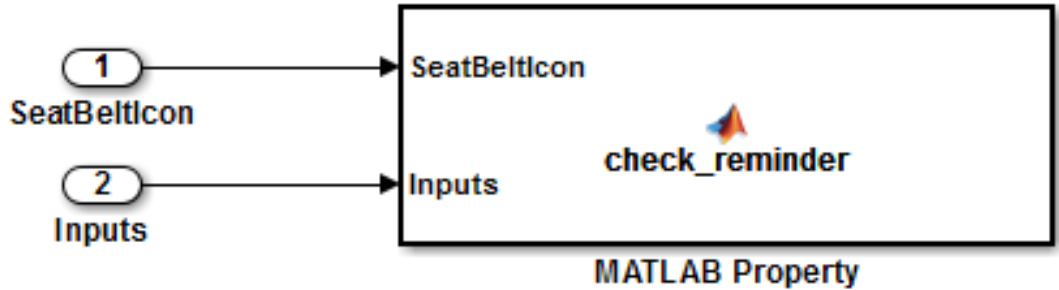 1
SeatBeltIcon
SeatBeltIcon
check_reminder
2
Inputs
Inputs
MATLAB Property